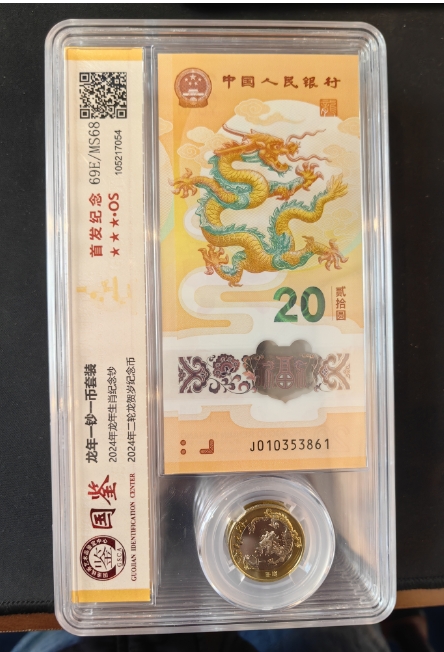 中国人民银行
20
贰拾圆
J010353861
69E/MS68
105217054
首发纪念
★★★·OS
龙年一钞一币套装
2024年龙年生肖纪念钞
2024年二轮龙贺岁纪念币
国鉴
GUOJIAN IDENTIFICATION CENTER
鉴
GSCA